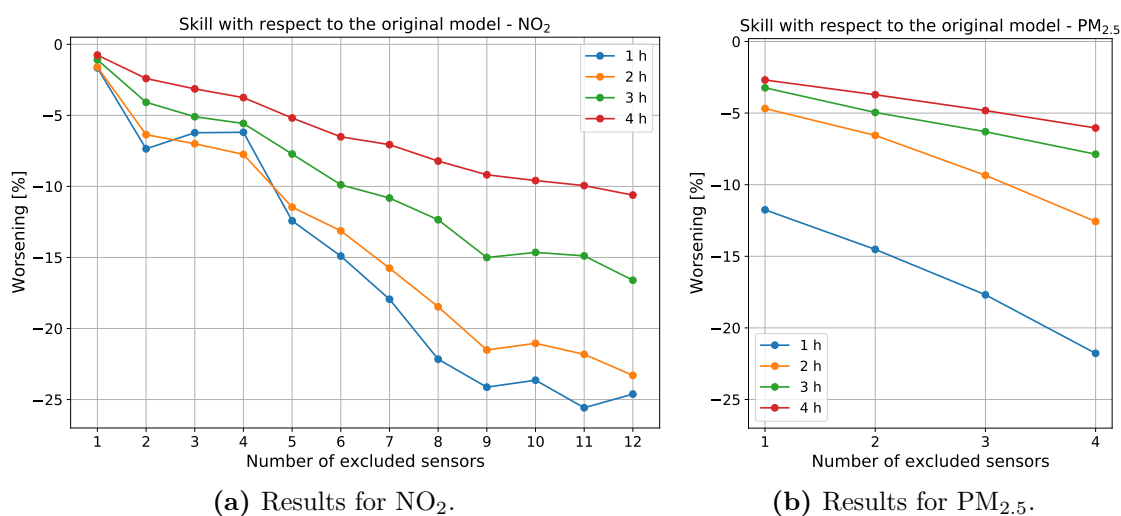 Skill with respect to the original model - NO₂
0
−5
−10
−15
−20
−25
Worsening [%]
1 h
2 h
3 h
4 h
1 2 3 4 5 6 7 8 9 10 11 12
Number of excluded sensors
(a) Results for NO₂.
Skill with respect to the original model - PM₂.₅
0
−5
−10
−15
−20
−25
Worsening [%]
1 h
2 h
3 h
4 h
1 2 3 4
Number of excluded sensors
(b) Results for PM₂.₅.